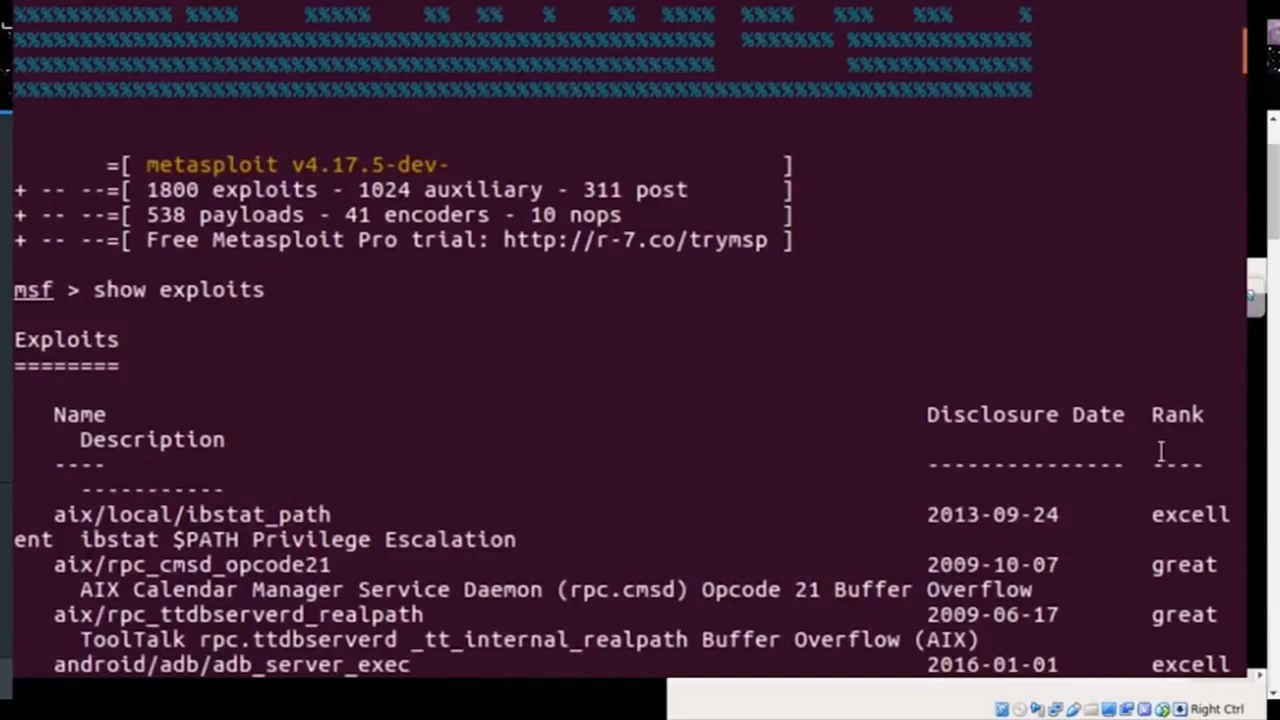 %%%%%%%%%%%% %%%% %%%%% %% %% % %% %%%% %%% %%% %
%%%%%%%%%%%%%%%%%%%%%%%%%%%%%%%%%%%%%%%%%%%%%%%%%%%%% %%%%%%% %%%%%%%%%%%%%%
%%%%%%%%%%%%%%%%%%%%%%%%%%%%%%%%%%%%%%%%%%%%%%%%%%%%% %%%%%%%%%%%%%%
%%%%%%%%%%%%%%%%%%%%%%%%%%%%%%%%%%%%%%%%%%%%%%%%%%%%%%%%%%%%%%%%%%%%%%%%%%%%%%%
=[ metasploit v4.17.5-dev- ]
+ -- --=[ 1800 exploits - 1024 auxiliary - 311 post ]
+ -- --=[ 538 payloads - 41 encoders - 10 nops ]
+ -- --=[ Free Metasploit Pro trial: http://r-7.co/trymsp ]
msf > show exploits
Exploits
========
Name Disclosure Date Rank
Description
---- --------------- ----
-----------
aix/local/ibstat_path 2013-09-24 excell
ent ibstat $PATH Privilege Escalation
aix/rpc_cmsd_opcode21 2009-10-07 great
AIX Calendar Manager Service Daemon (rpc.cmsd) Opcode 21 Buffer Overflow
aix/rpc_ttdbserverd_realpath 2009-06-17 great
ToolTalk rpc.ttdbserverd _tt_internal_realpath Buffer Overflow (AIX)
android/adb/adb_server_exec 2016-01-01 excell
Right Ctrl